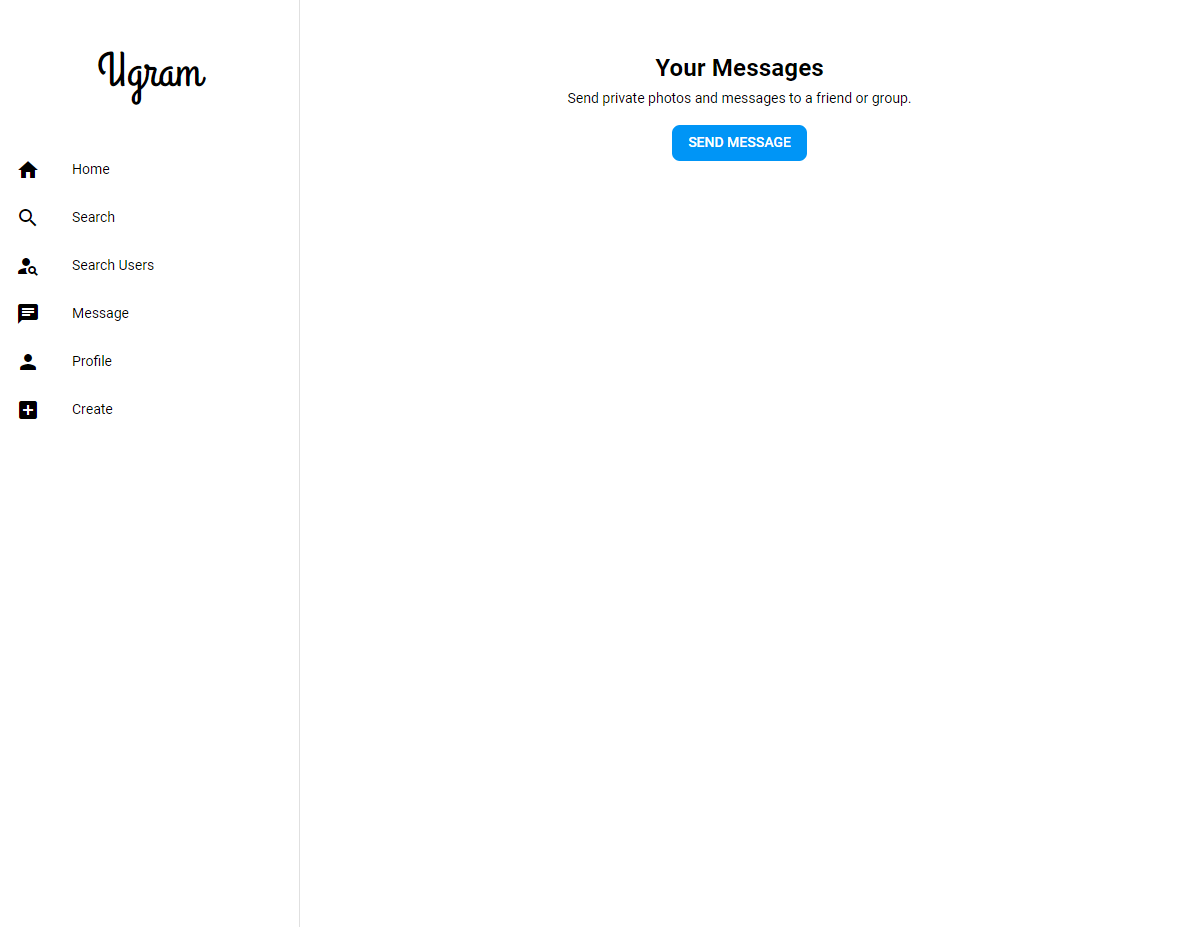 Ugram
Home
Search
Search Users
Message
Profile
Create
Your Messages
Send private photos and messages to a friend or group.
SEND MESSAGE